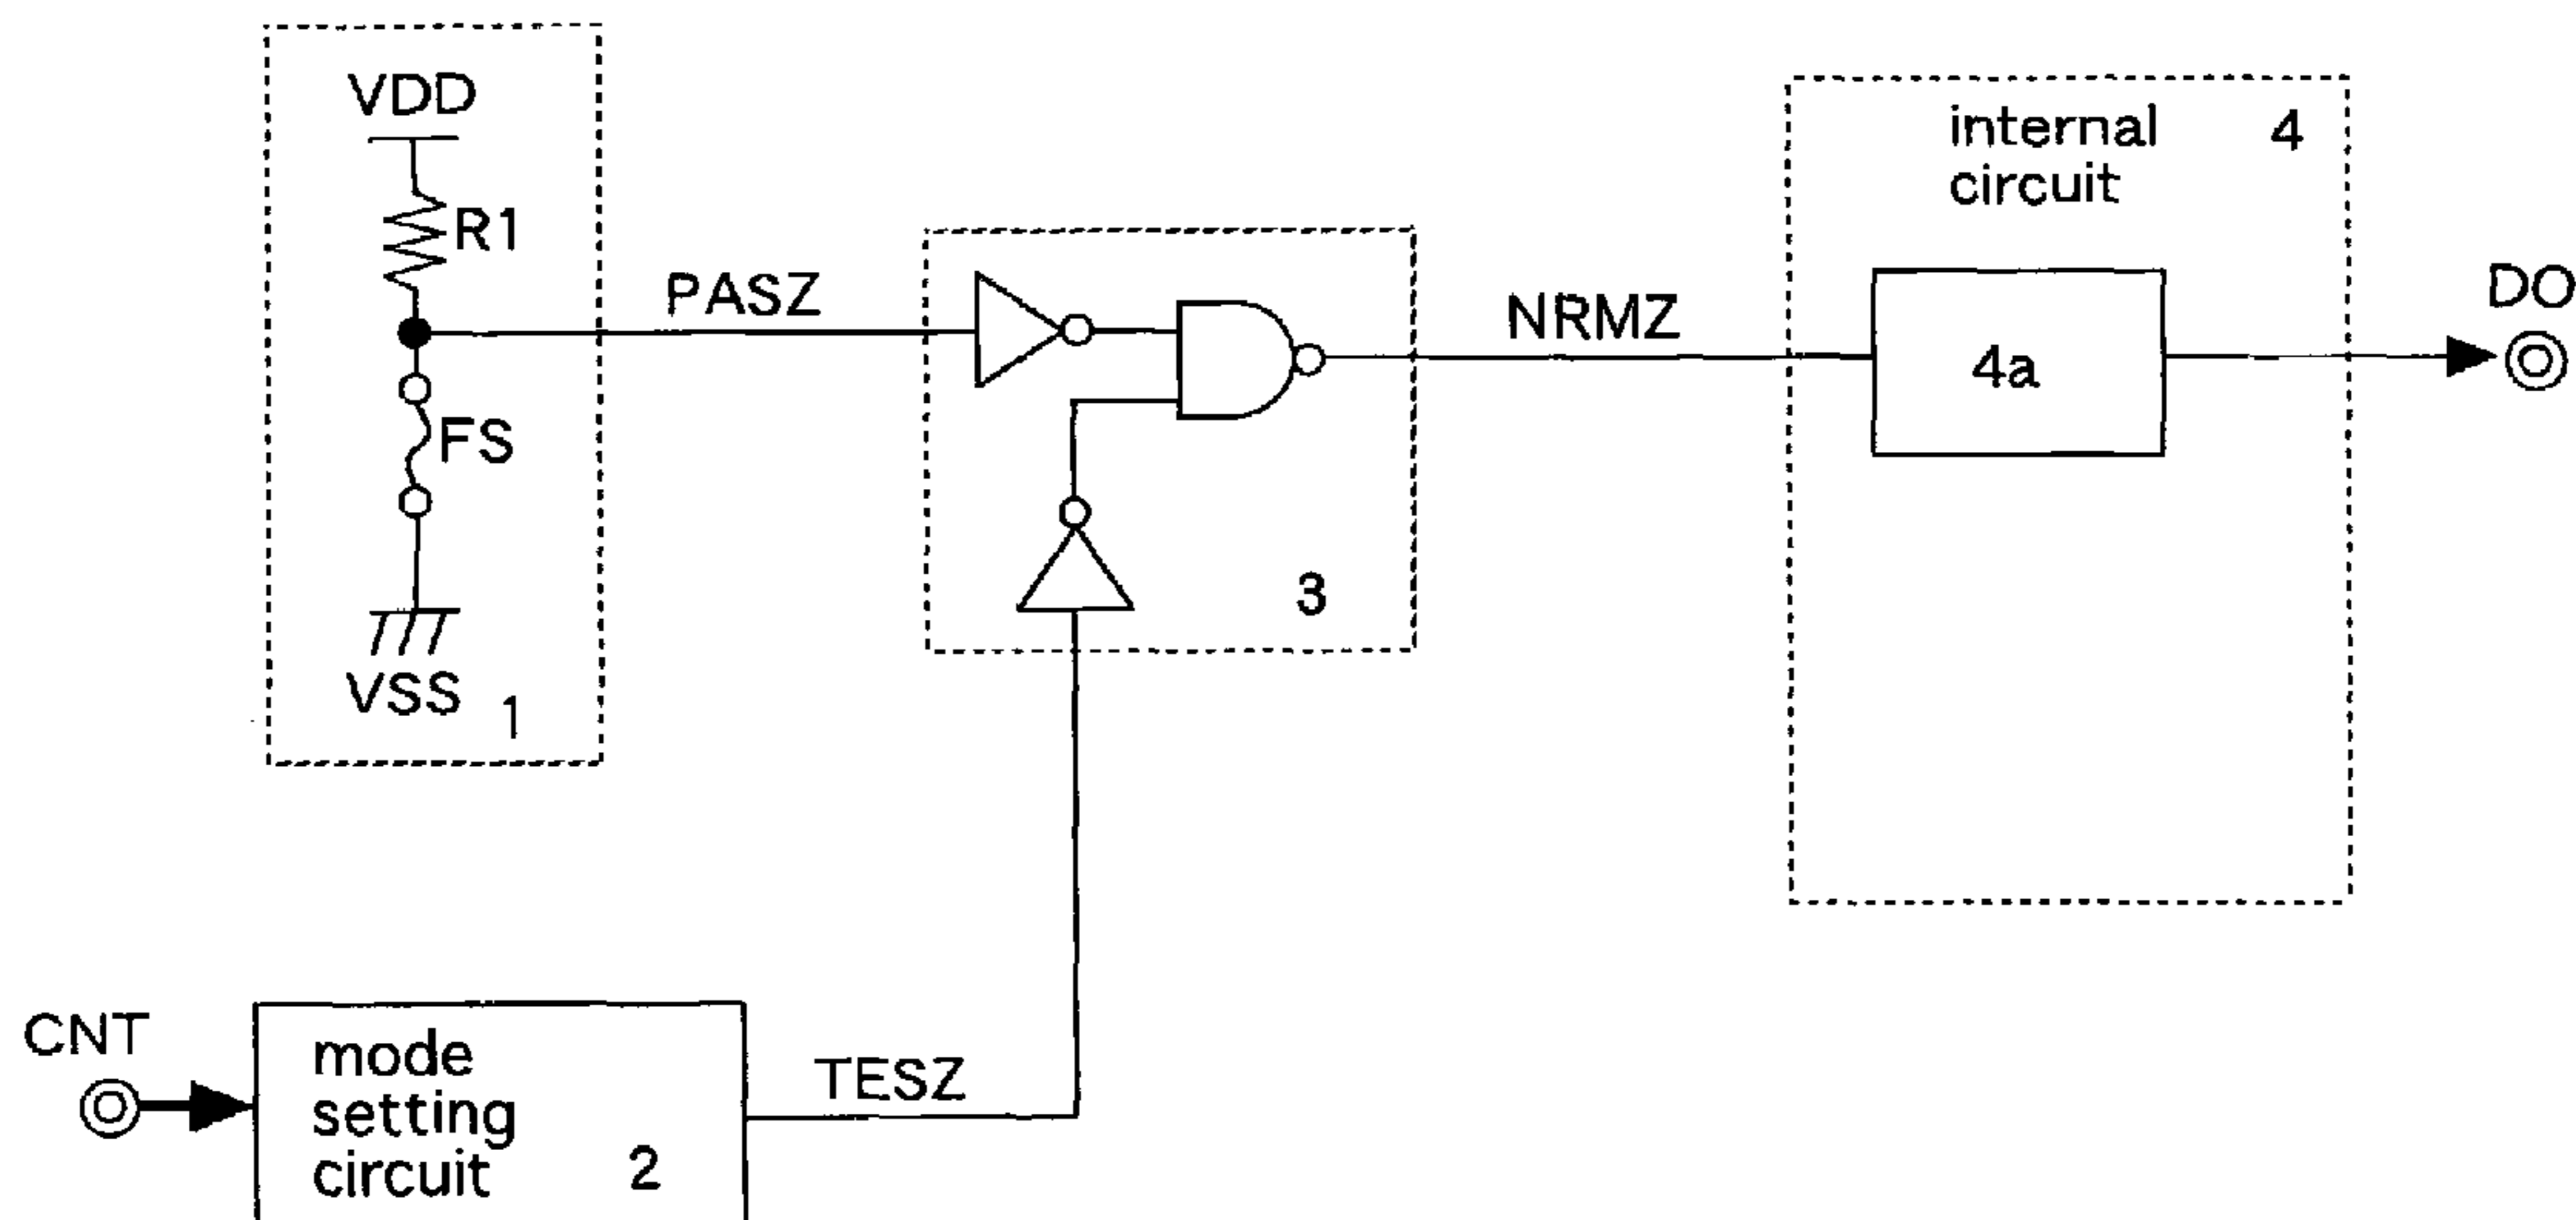 VDD
R1
FS
VSS
1
PASZ
3
NRMZ
internal 4
circuit
4a
DO
CNT
mode
setting
circuit 2
TESZ